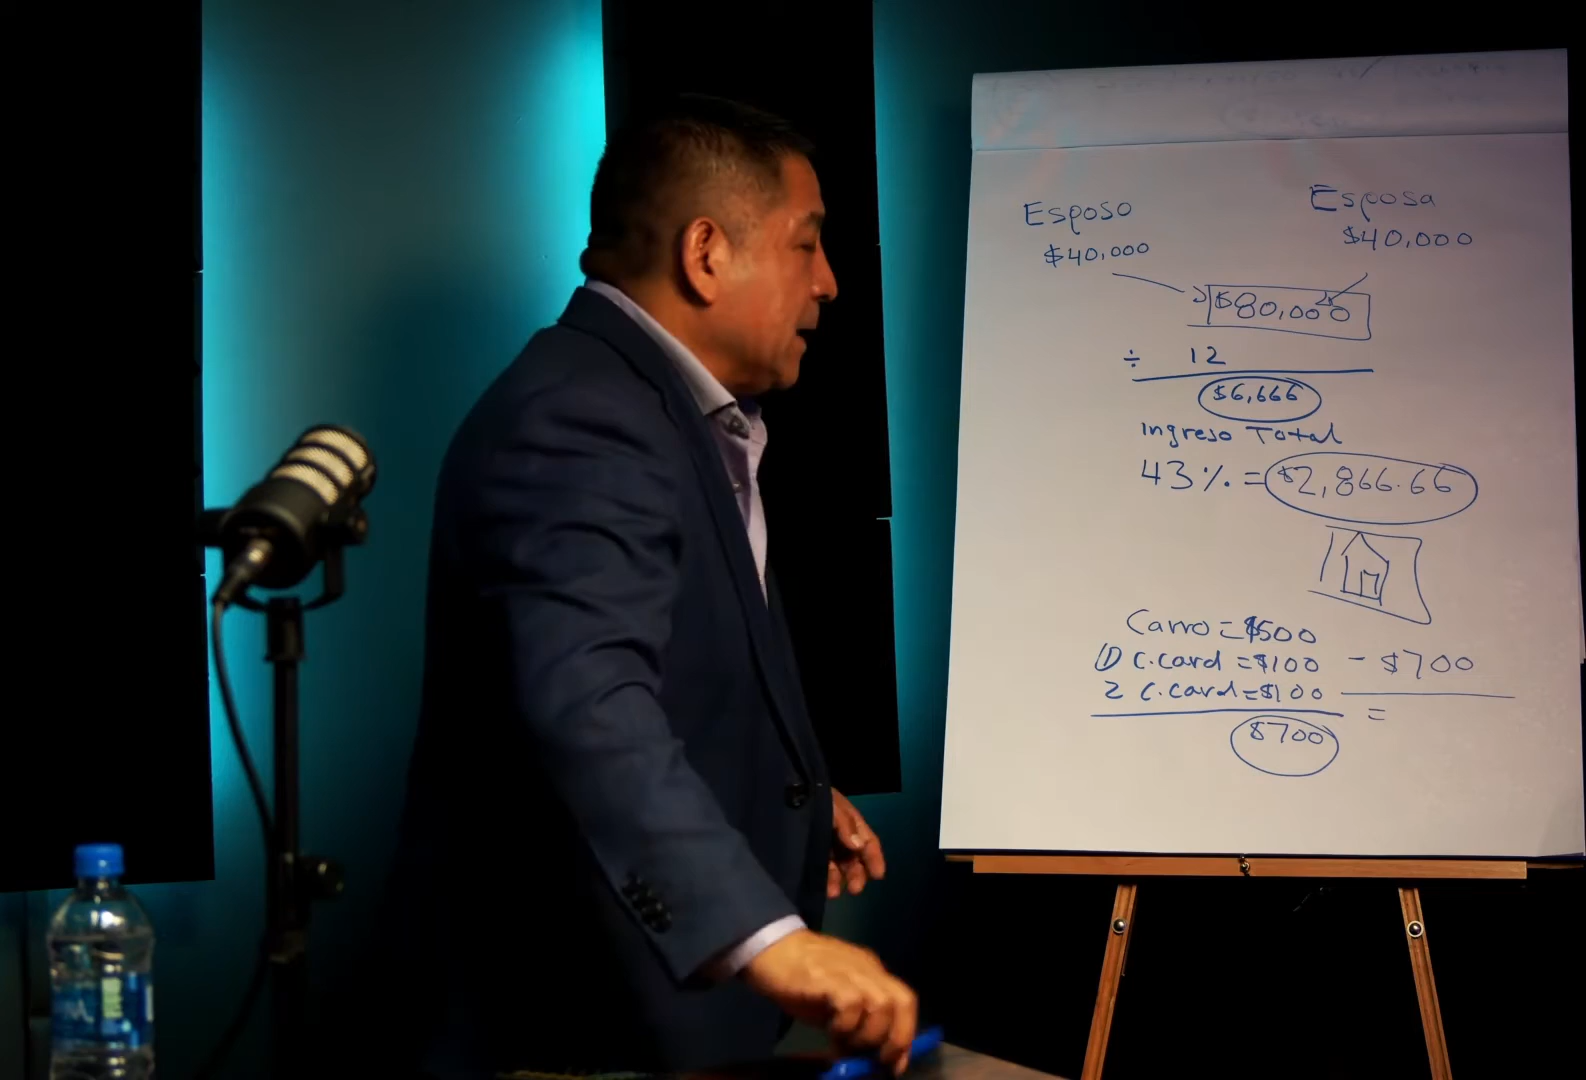 Esposo Esposa
$40,000 $40,000
$80,000
÷ 12
$6,666
Ingreso Total
43% = $2,866.66
Carro = $500
① C.card = $100 - $700
2 C.card = $100 =
$700